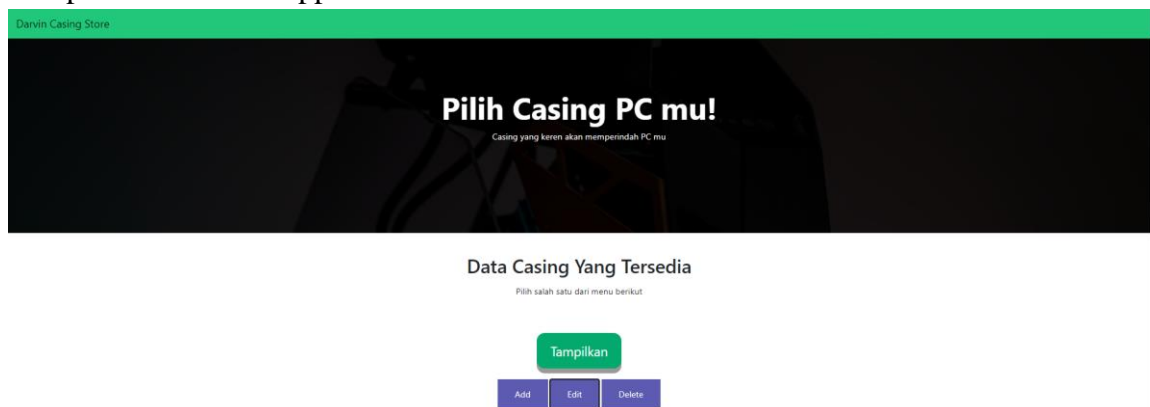 Darvin Casing Store
Pilih Casing PC mu!
Casing yang keren akan memperindah PC mu
Data Casing Yang Tersedia
Pilih salah satu dari menu berikut
Tampilkan
Add Edit Delete